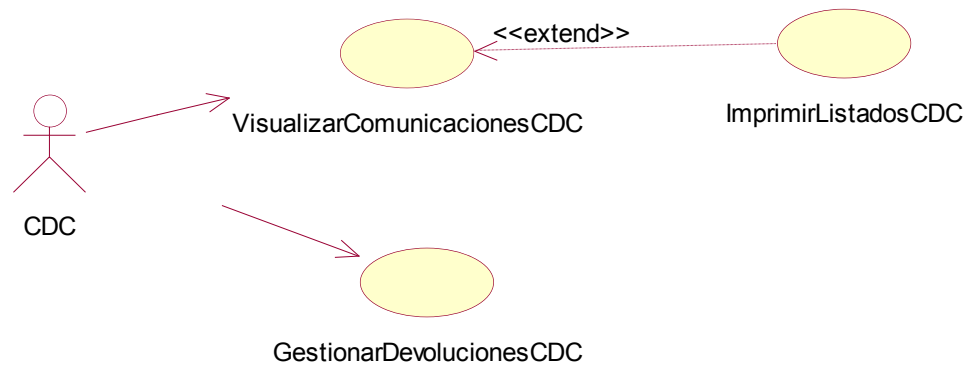 <<extend>>
VisualizarComunicacionesCDC
ImprimirListadosCDC
CDC
GestionarDevolucionesCDC